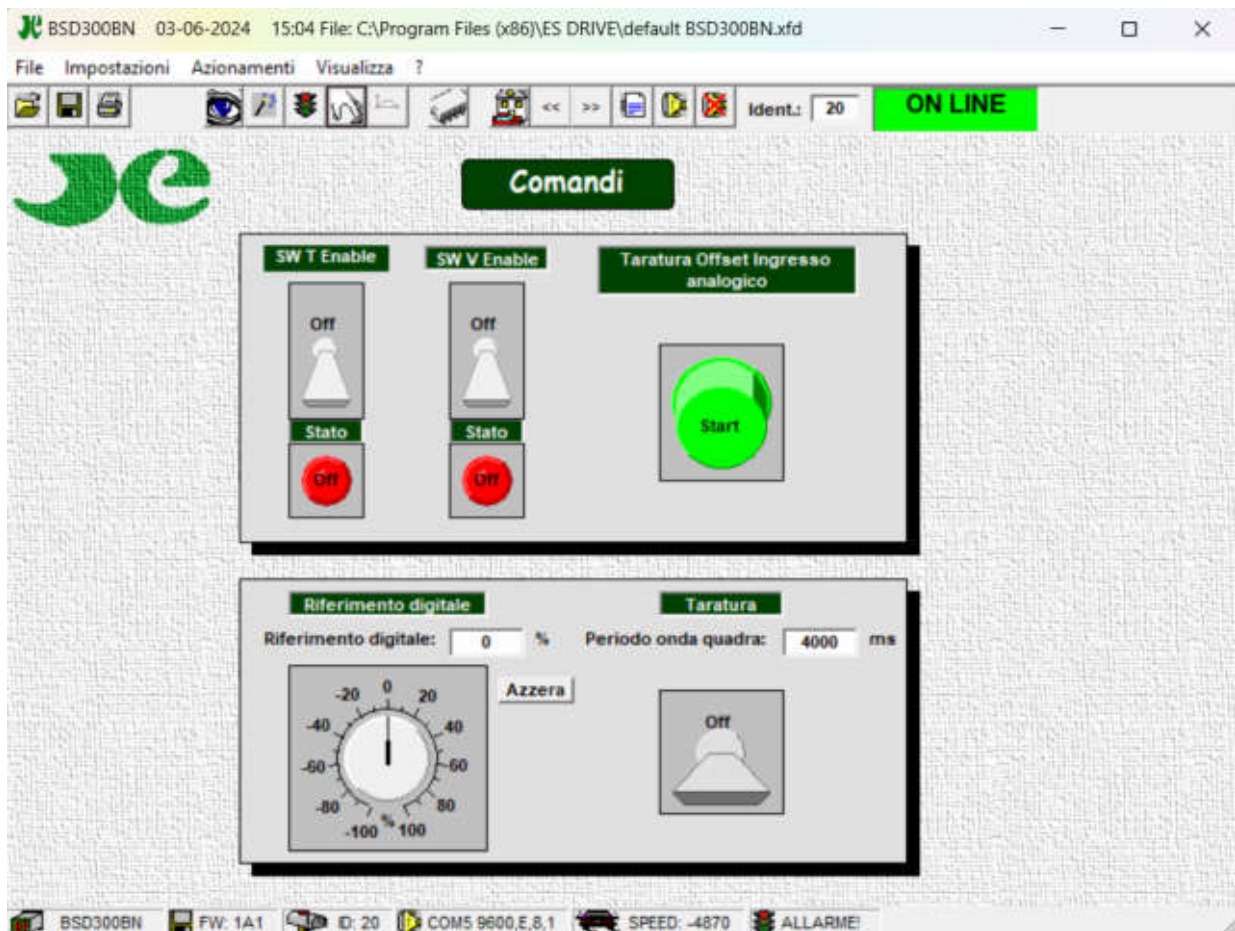 BSD300BN 03-06-2024 15:04 File: C:\Program Files (x86)\ES DRIVE\default BSD300BN.xfd
File Impostazioni Azionamenti Visualizza ?
<< >> Ident.: 20 ON LINE
Comandi
SW T Enable SW V Enable Taratura Offset Ingresso
analogico
Off Off
Start
Stato Stato
Off Off
Riferimento digitale Taratura
Riferimento digitale: 0 % Periodo onda quadra: 4000 ms
Azzera
-20 0 20
-40 40
-60 60
-80 80
-100 % 100
Off
BSD300BN FW: 1A1 ID: 20 COM5 9600,E,8,1 SPEED: -4870 ALLARME!